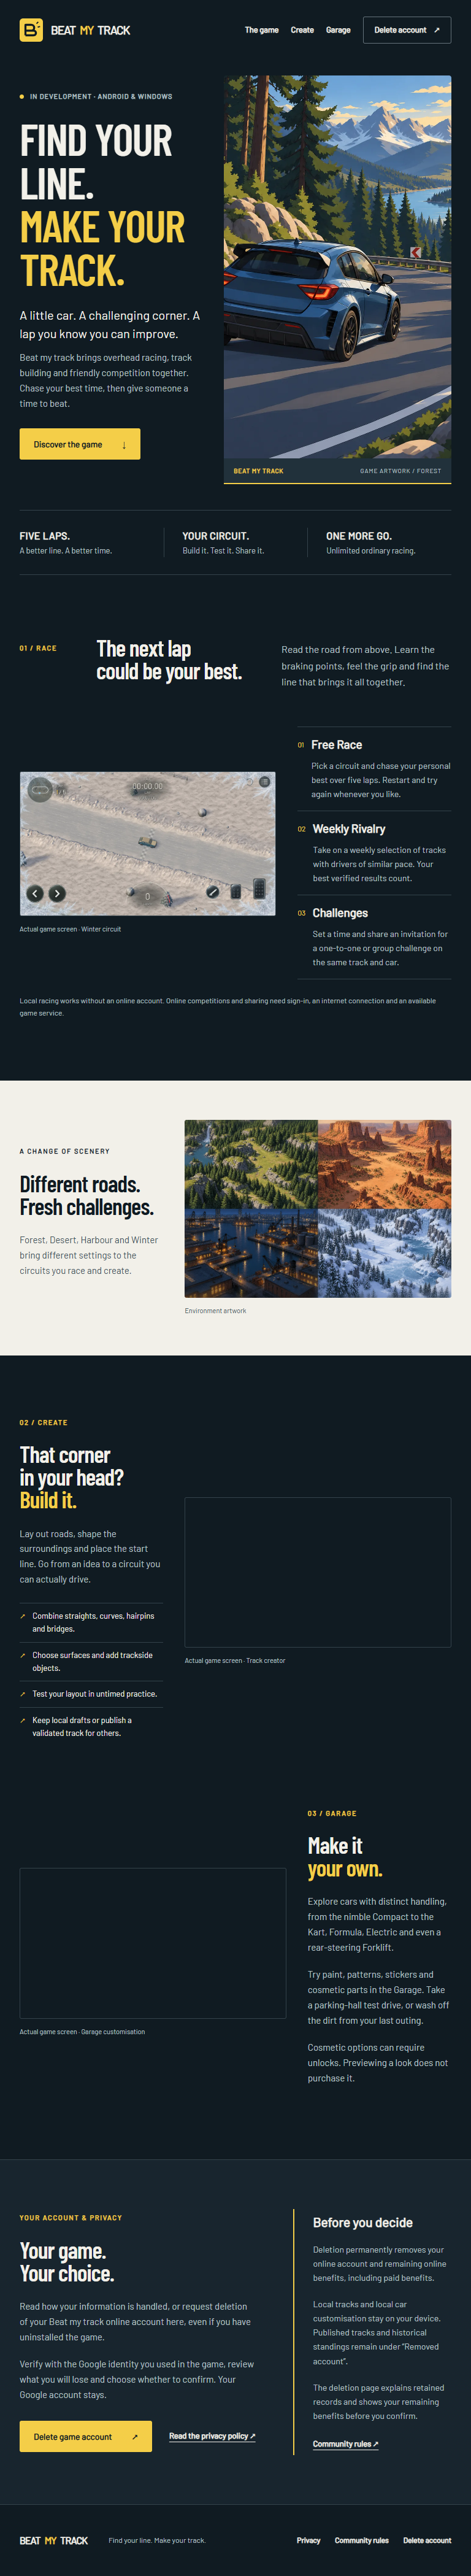 BEAT MY TRACK
The game Create Garage Delete account ↗
IN DEVELOPMENT · ANDROID & WINDOWS
FIND YOUR
LINE.
MAKE YOUR
TRACK.
A little car. A challenging corner. A
lap you know you can improve.
Beat my track brings overhead racing, track
building and friendly competition together.
Chase your best time, then give someone a
time to beat.
Discover the game ↓
BEAT MY TRACK GAME ARTWORK / FOREST
FIVE LAPS.
A better line. A better time.
YOUR CIRCUIT.
Build it. Test it. Share it.
ONE MORE GO.
Unlimited ordinary racing.
01 / RACE
The next lap
could be your best.
Read the road from above. Learn the
braking points, feel the grip and find the
line that brings it all together.
00:00.00
0
Actual game screen · Winter circuit
01 Free Race
Pick a circuit and chase your personal
best over five laps. Restart and try
again whenever you like.
02 Weekly Rivalry
Take on a weekly selection of tracks
with drivers of similar pace. Your
best verified results count.
03 Challenges
Set a time and share an invitation for
a one-to-one or group challenge on
the same track and car.
Local racing works without an online account. Online competitions and sharing need sign-in, an internet connection and an available
game service.
A CHANGE OF SCENERY
Different roads.
Fresh challenges.
Forest, Desert, Harbour and Winter
bring different settings to the
circuits you race and create.
Environment artwork
02 / CREATE
That corner
in your head?
Build it.
Lay out roads, shape the
surroundings and place the start
line. Go from an idea to a circuit you
can actually drive.
↗ Combine straights, curves, hairpins
and bridges.
↗ Choose surfaces and add trackside
objects.
↗ Test your layout in untimed practice.
↗ Keep local drafts or publish a
validated track for others.
Actual game screen · Track creator
03 / GARAGE
Make it
your own.
Explore cars with distinct handling,
from the nimble Compact to the
Kart, Formula, Electric and even a
rear-steering Forklift.
Try paint, patterns, stickers and
cosmetic parts in the Garage. Take
a parking-hall test drive, or wash off
the dirt from your last outing.
Cosmetic options can require
unlocks. Previewing a look does not
purchase it.
Actual game screen · Garage customisation
YOUR ACCOUNT & PRIVACY
Your game.
Your choice.
Read how your information is handled, or request deletion
of your Beat my track online account here, even if you have
uninstalled the game.
Verify with the Google identity you used in the game, review
what you will lose and choose whether to confirm. Your
Google account stays.
Delete game account ↗ Read the privacy policy ↗
Before you decide
Deletion permanently removes your
online account and remaining online
benefits, including paid benefits.
Local tracks and local car
customisation stay on your device.
Published tracks and historical
standings remain under “Removed
account”.
The deletion page explains retained
records and shows your remaining
benefits before you confirm.
Community rules ↗
BEAT MY TRACK Find your line. Make your track. Privacy Community rules Delete account